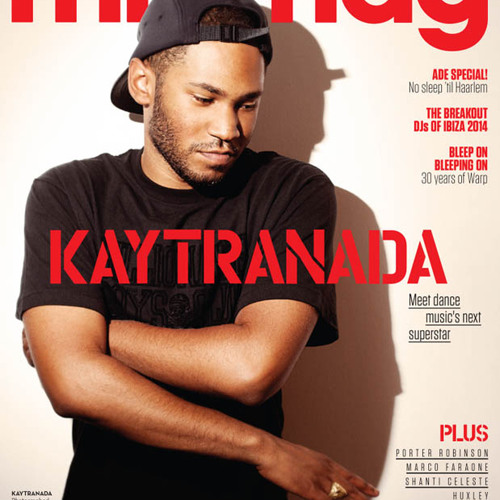 ADE SPECIAL!
No sleep 'til Haarlem
THE BREAKOUT
DJs OF IBIZA 2014
BLEEP ON
BLEEPING ON
30 years of Warp
KAYTRANADA
Meet dance
music's next
superstar
PLUS
PORTER ROBINSON
MARCO FARAONE
SHANTI CELESTE
HUXLEY
KAYTRANADA